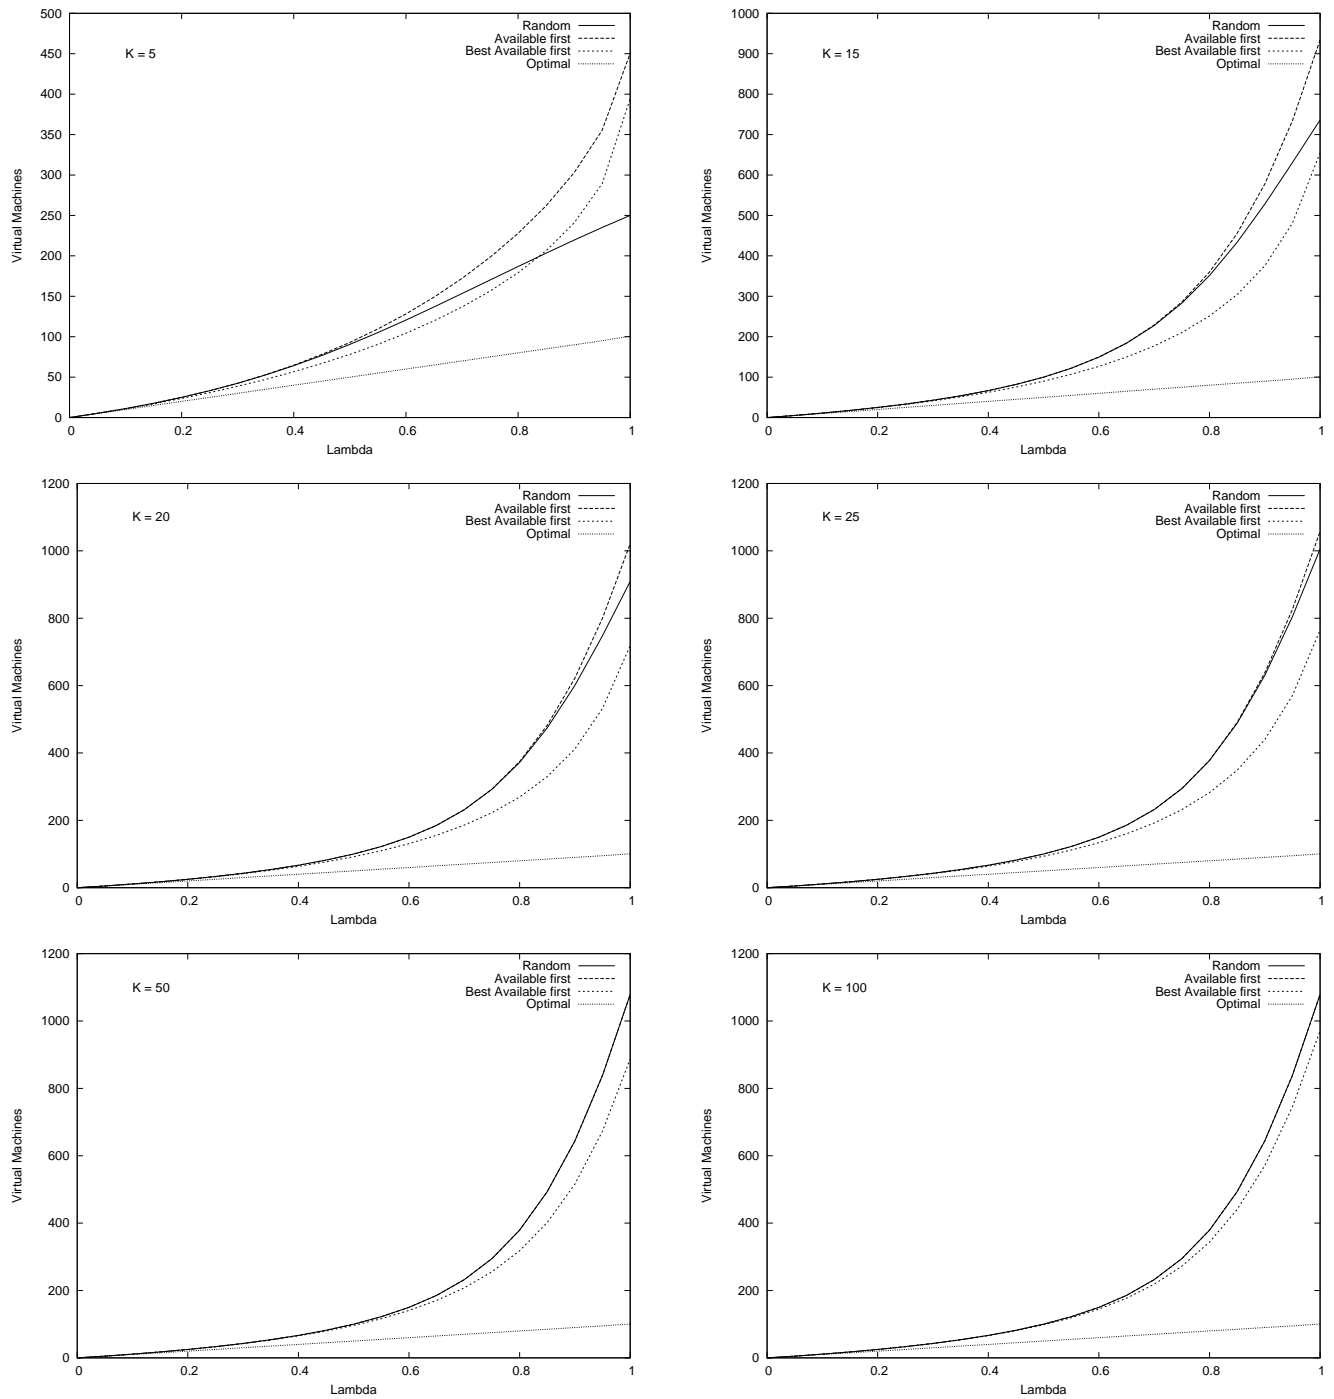 500
450
400
350
300
250
200
150
100
50
0
Virtual Machines
K = 5
Random
Available first
Best Available first
Optimal
0
0.2
0.4
0.6
0.8
1
Lambda
1000
900
800
700
600
500
400
300
200
100
0
Virtual Machines
K = 15
Random
Available first
Best Available first
Optimal
0
0.2
0.4
0.6
0.8
1
Lambda
1200
1000
800
600
400
200
0
Virtual Machines
K = 20
Random
Available first
Best Available first
Optimal
0
0.2
0.4
0.6
0.8
1
Lambda
1200
1000
800
600
400
200
0
Virtual Machines
K = 25
Random
Available first
Best Available first
Optimal
0
0.2
0.4
0.6
0.8
1
Lambda
1200
1000
800
600
400
200
0
Virtual Machines
K = 50
Random
Available first
Best Available first
Optimal
0
0.2
0.4
0.6
0.8
1
Lambda
1200
1000
800
600
400
200
0
Virtual Machines
K = 100
Random
Available first
Best Available first
Optimal
0
0.2
0.4
0.6
0.8
1
Lambda